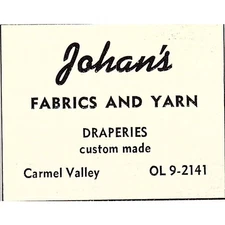 Johan's
FABRICS AND YARN
DRAPERIES
custom made
Carmel Valley OL 9-2141